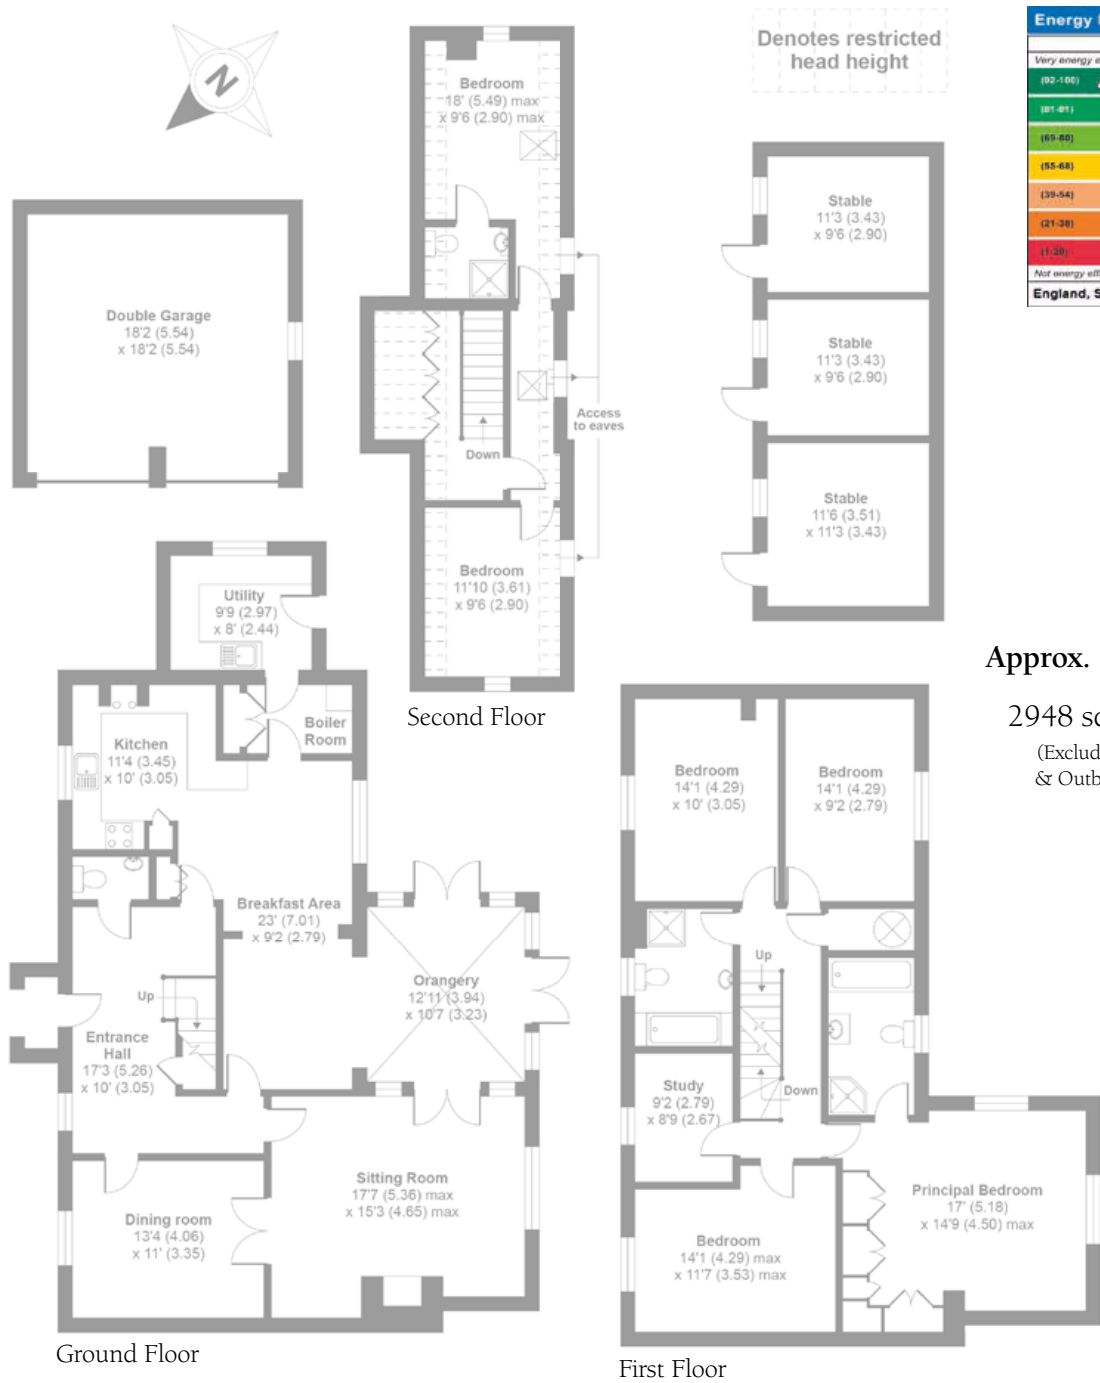 N
Denotes restricted
head height
Energy
Very energy e
(92-100)
(81-91)
(69-80)
(55-68)
(39-54)
(21-38)
(1-20)
Not energy effi
England, S
Bedroom
18' (5.49) max
x 9'6 (2.90) max
Double Garage
18'2 (5.54)
x 18'2 (5.54)
Stable
11'3 (3.43)
x 9'6 (2.90)
Stable
11'3 (3.43)
x 9'6 (2.90)
Stable
11'6 (3.51)
x 11'3 (3.43)
Access
to eaves
Down
Bedroom
11'10 (3.61)
x 9'6 (2.90)
Second Floor
Utility
9'9 (2.97)
x 8' (2.44)
Boiler
Room
Kitchen
11'4 (3.45)
x 10' (3.05)
Breakfast Area
23' (7.01)
x 9'2 (2.79)
Orangery
12'11 (3.94)
x 10'7 (3.23)
Up
Entrance
Hall
17'3 (5.26)
x 10' (3.05)
Sitting Room
17'7 (5.36) max
x 15'3 (4.65) max
Dining room
13'4 (4.06)
x 11' (3.35)
Ground Floor
Approx.
2948 sq
(Exclud
& Outb
Bedroom
14'1 (4.29)
x 10' (3.05)
Bedroom
14'1 (4.29)
x 9'2 (2.79)
Up
Down
Study
9'2 (2.79)
x 8'9 (2.67)
Principal Bedroom
17' (5.18)
x 14'9 (4.50) max
Bedroom
14'1 (4.29) max
x 11'7 (3.53) max
First Floor